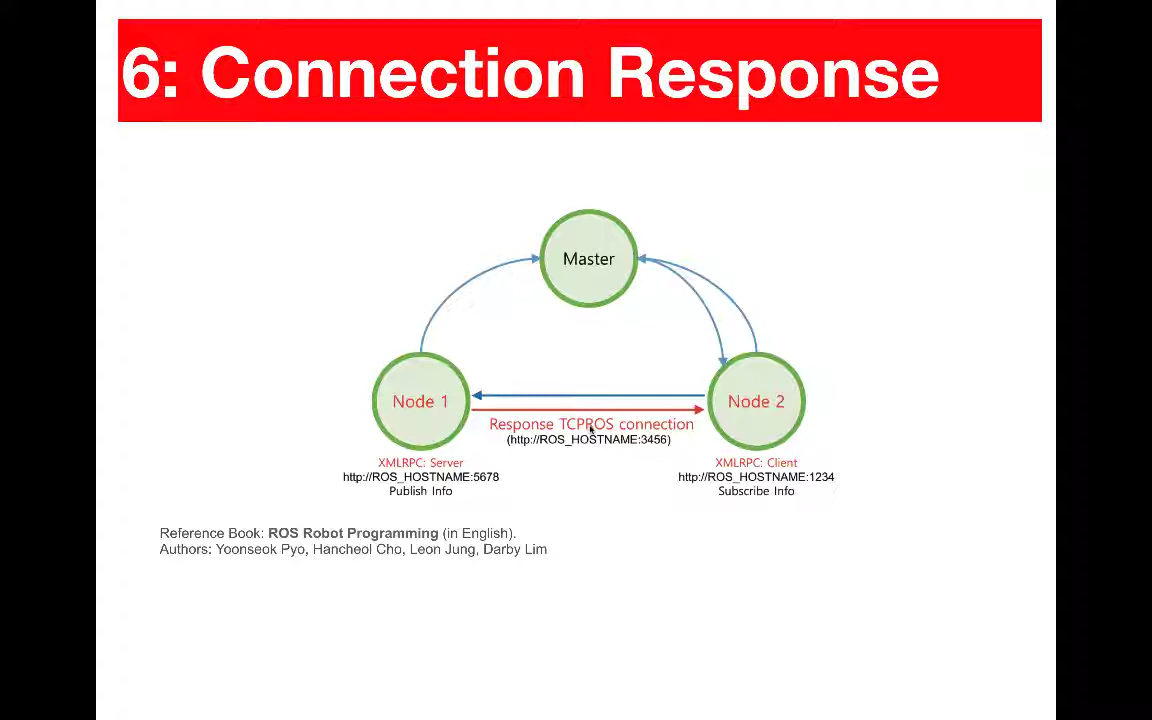 6: Connection Response
Master
Node 1
Node 2
Response TCPROS connection
(http://ROS_HOSTNAME:3456)
XMLRPC: Server
http://ROS_HOSTNAME:5678
Publish Info
XMLRPC: Client
http://ROS_HOSTNAME:1234
Subscribe Info
Reference Book: ROS Robot Programming (in English).
Authors: Yoonseok Pyo, Hancheol Cho, Leon Jung, Darby Lim